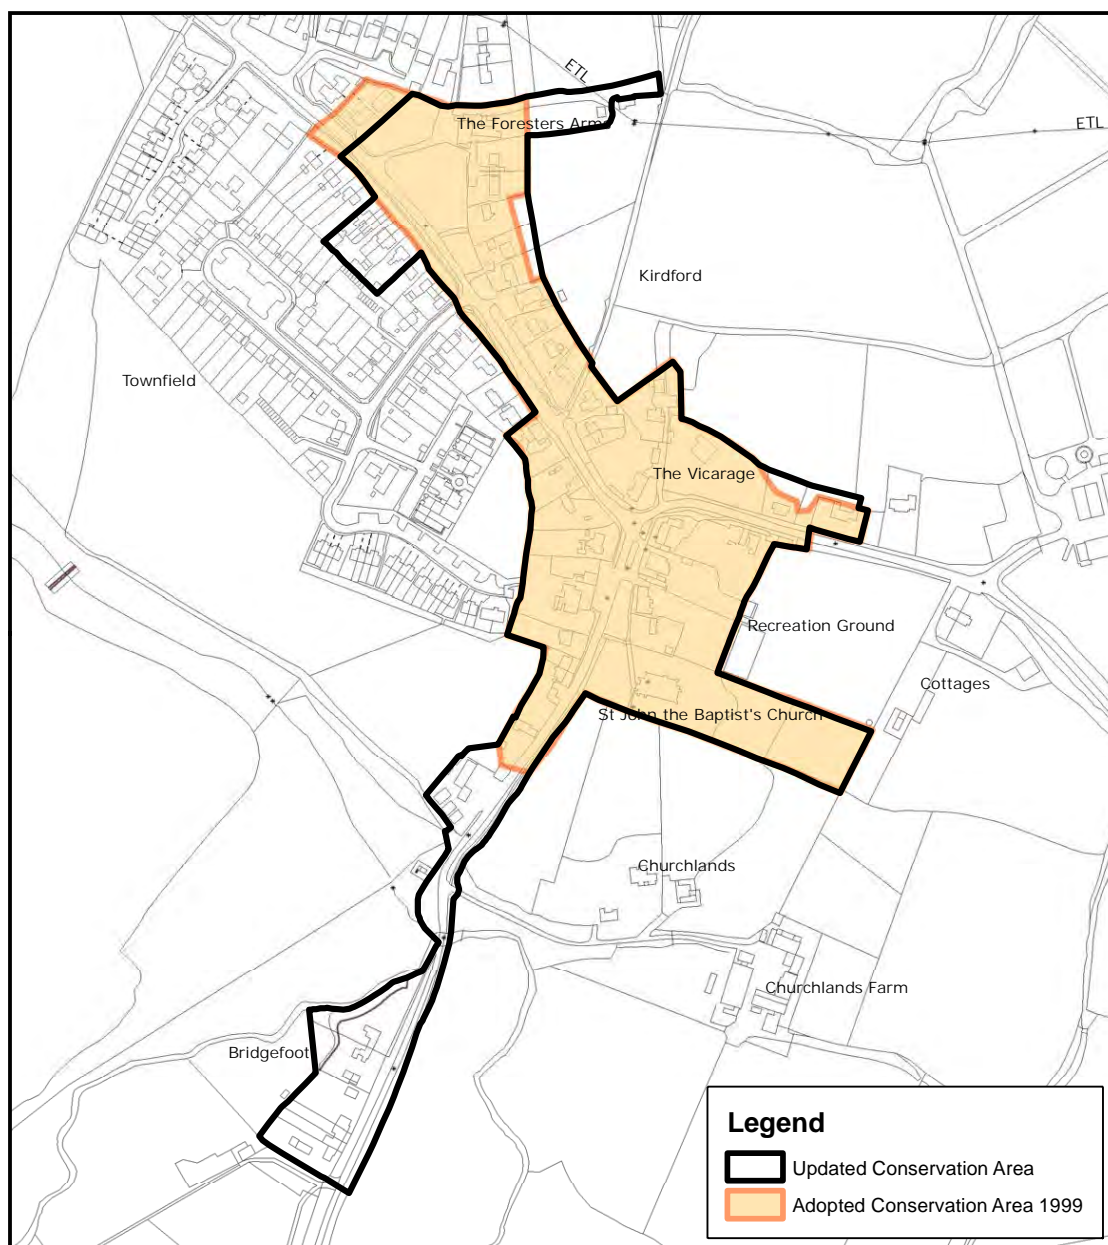 ETL
The Foresters Arms
ETL
Kirdford
Townfield
The Vicarage
Recreation Ground
Cottages
St John the Baptist's Church
Churchlands
Churchlands Farm
Bridgefoot
Legend
Updated Conservation Area
Adopted Conservation Area 1999